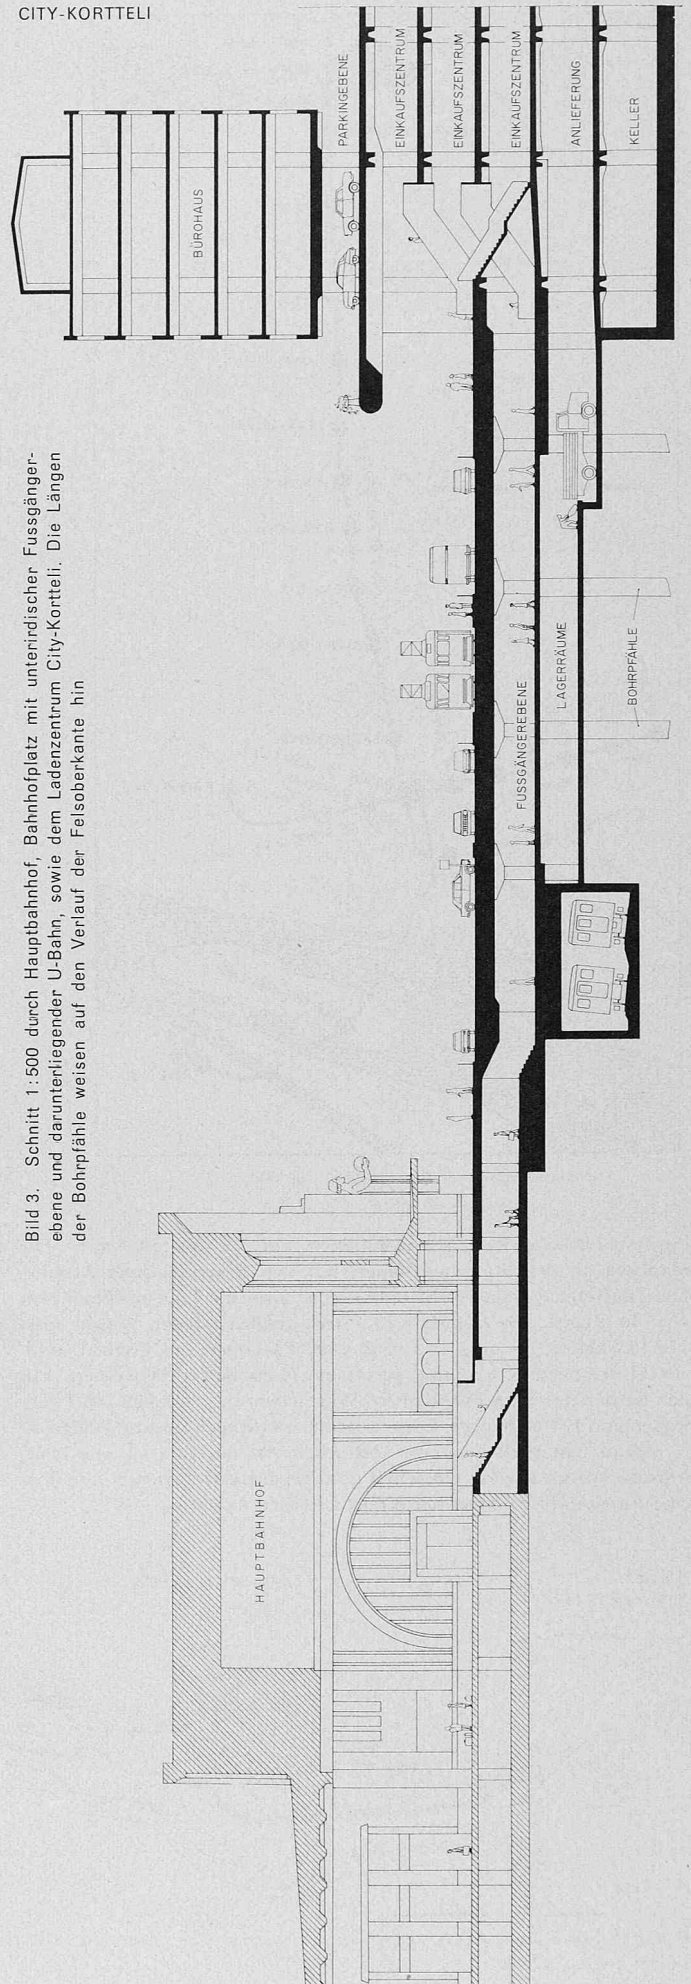 CITY-KORTTELI
Bild 3. Schnitt 1:500 durch Hauptbahnhof, Bahnhofplatz mit unterirdischer Fussgänger-
ebene und darunterliegender U-Bahn, sowie dem Ladenzentrum City-Kortteli. Die Längen
der Bohrpfähle weisen auf den Verlauf der Felsoberkante hin
BÜROHAUS
PARKINGEBENE
EINKAUFSZENTRUM
EINKAUFSZENTRUM
EINKAUFSZENTRUM
ANLIEFERUNG
KELLER
FUSSGÄNGEREBENE
LAGERRÄUME
BOHRPFÄHLE
HAUPTBAHNHOF